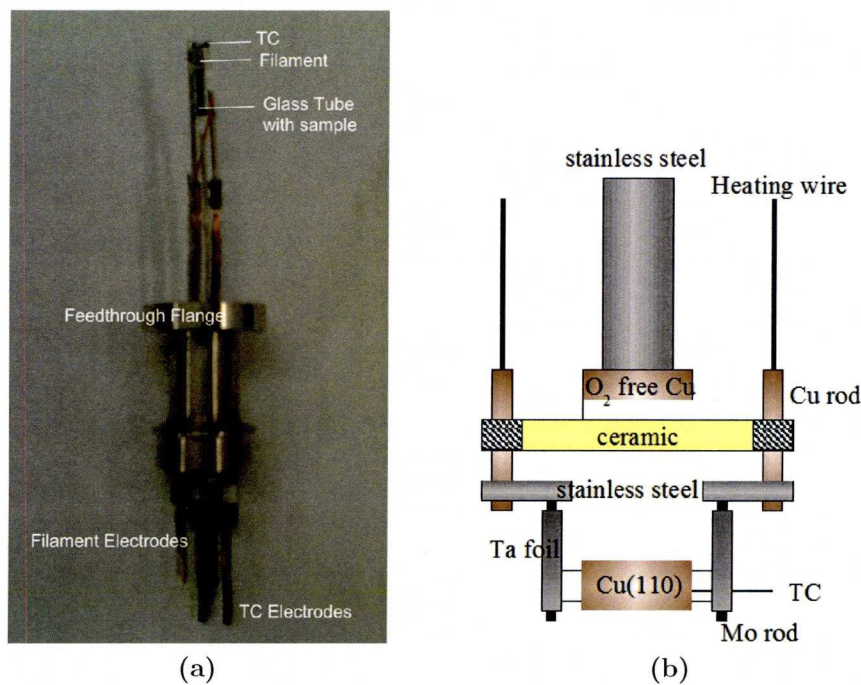 TC
Filament
Glass Tube
with sample
Feedthrough Flange
Filament Electrodes
TC Electrodes
(a)
stainless steel
Heating wire
O₂ free Cu
Cu rod
ceramic
stainless steel
Ta foil
Cu(110)
TC
Mo rod
(b)